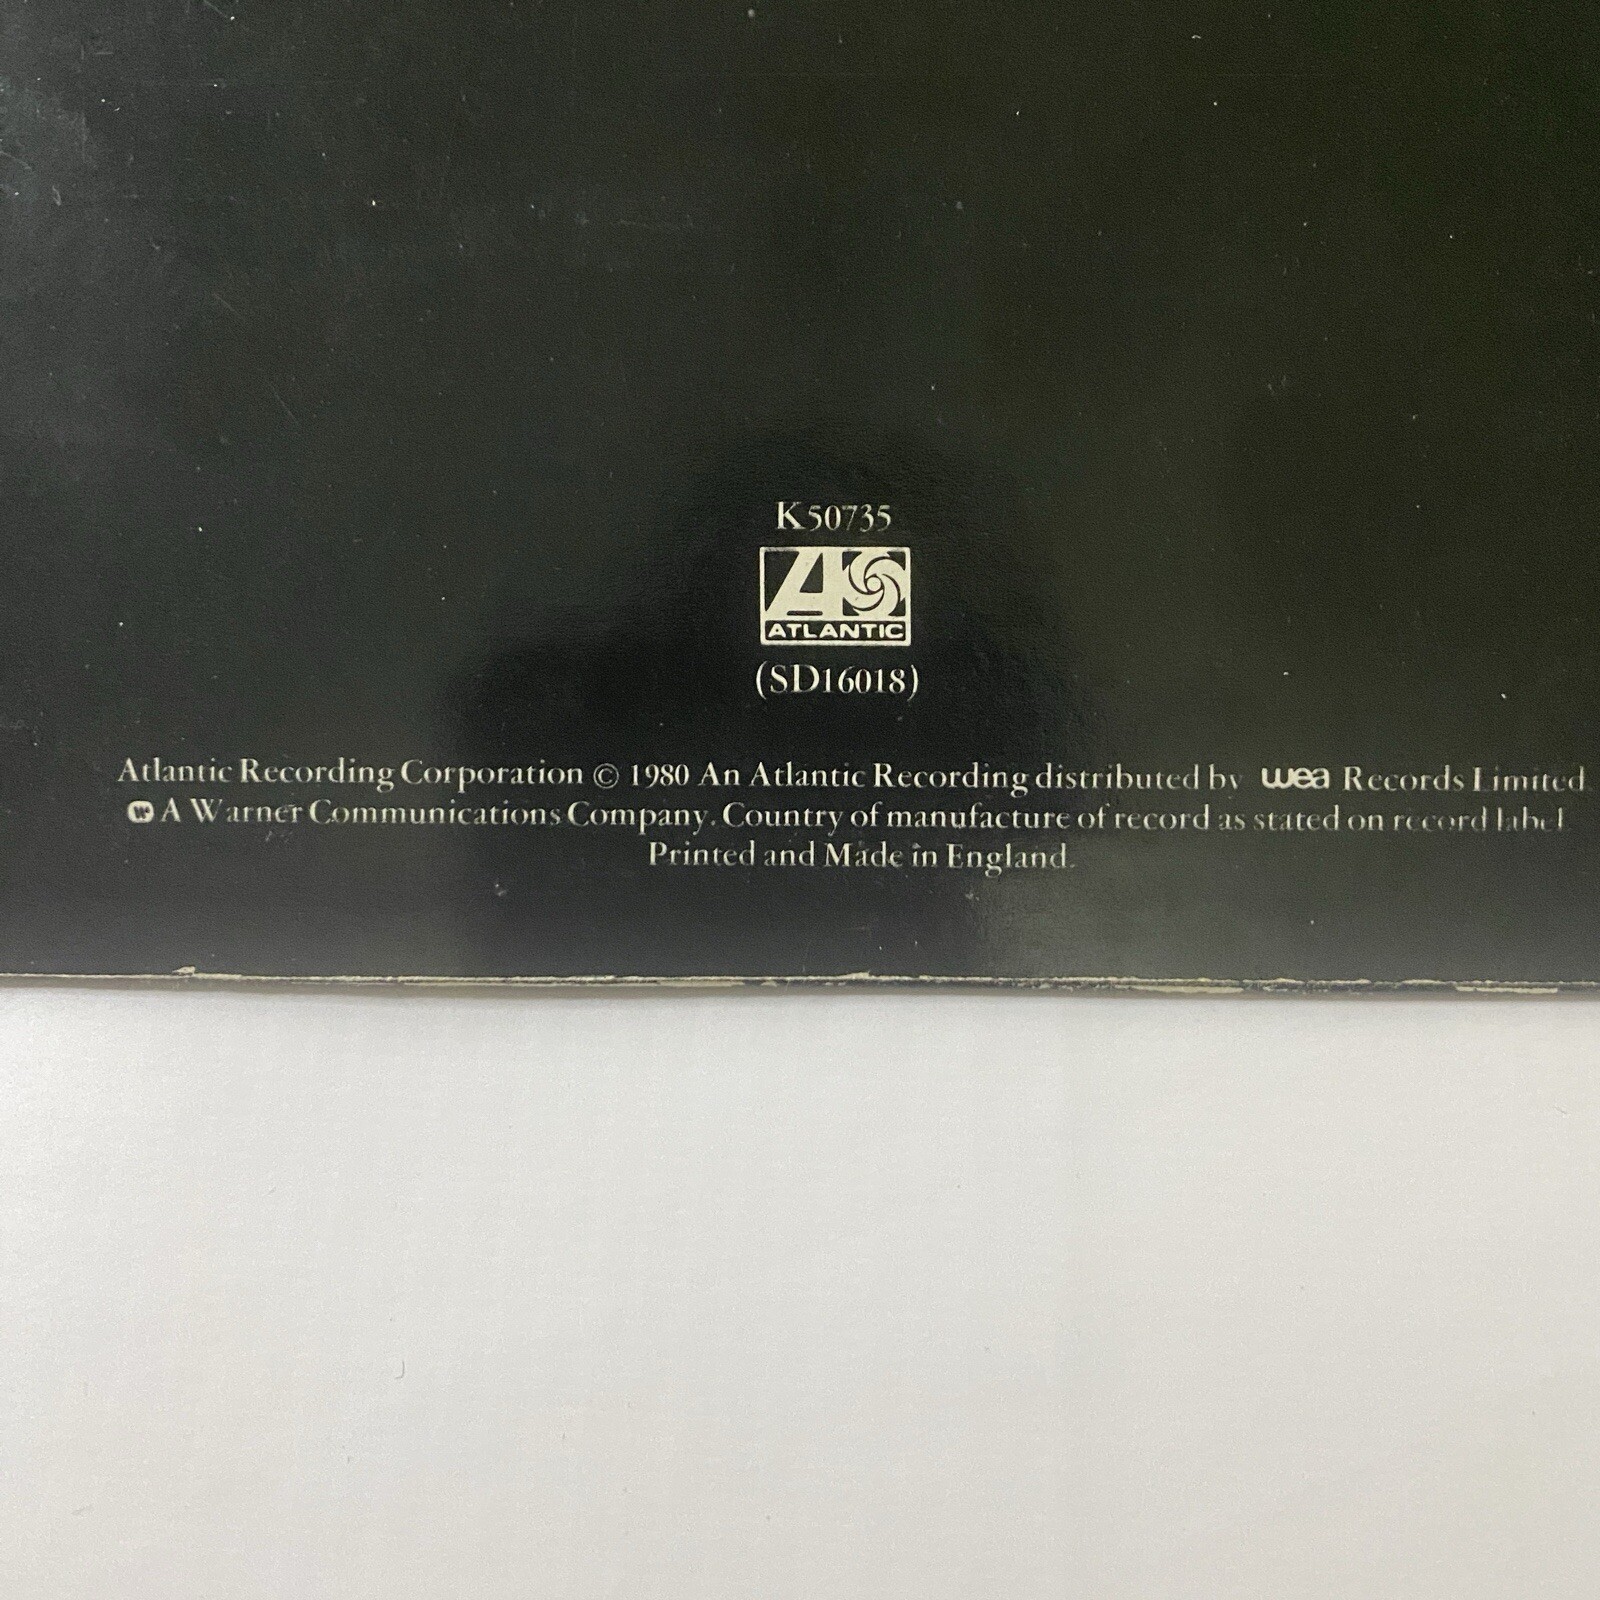 K50735
ATLANTIC
(SD16018)
Atlantic Recording Corporation © 1980 An Atlantic Recording distributed by wea Records Limited.
A Warner Communications Company. Country of manufacture of record as stated on record label.
Printed and Made in England.